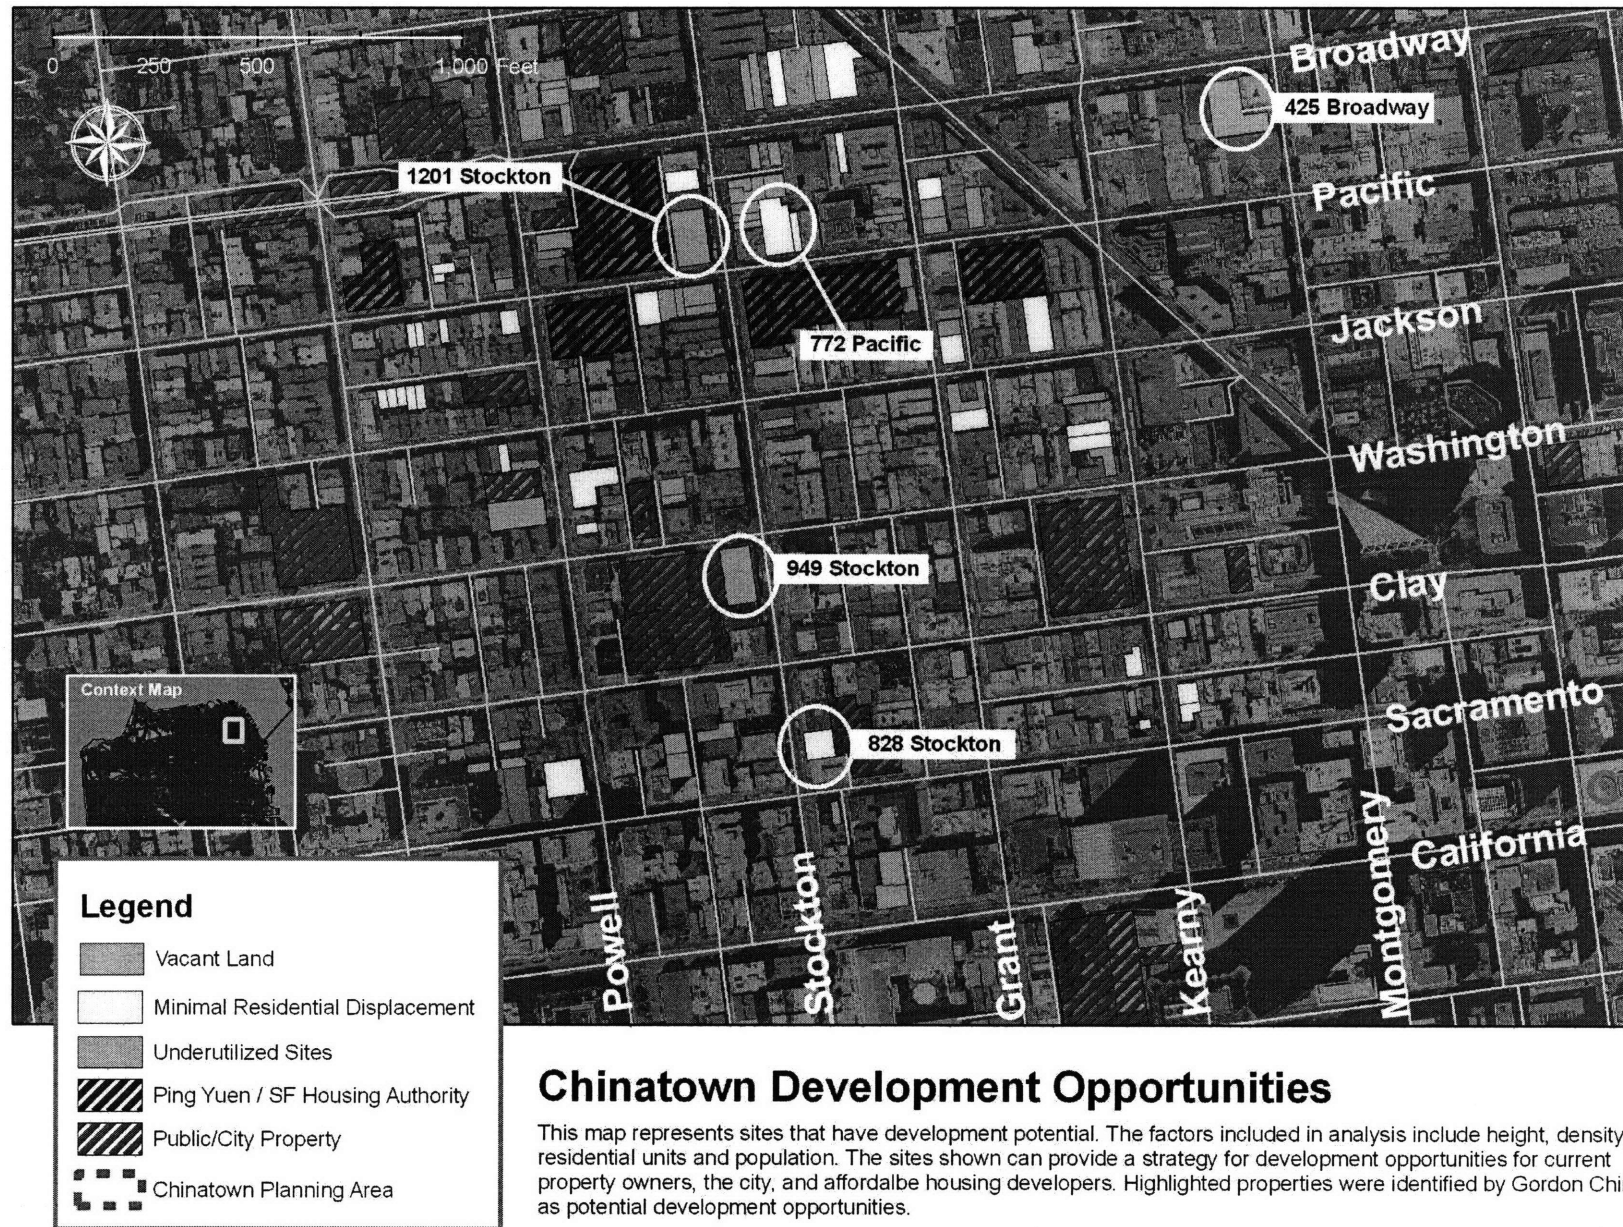 0 250 500 1,000 Feet
Broadway
425 Broadway
1201 Stockton
Pacific
Jackson
772 Pacific
Washington
949 Stockton
Clay
Context Map
Sacramento
828 Stockton
California
Powell
Stockton
Grant
Kearny
Montgomery
Legend
Vacant Land
Minimal Residential Displacement
Underutilized Sites
Ping Yuen / SF Housing Authority
Public/City Property
Chinatown Planning Area
Chinatown Development Opportunities
This map represents sites that have development potential. The factors included in analysis include height, density
residential units and population. The sites shown can provide a strategy for development opportunities for current
property owners, the city, and affordalbe housing developers. Highlighted properties were identified by Gordon Chi
as potential development opportunities.